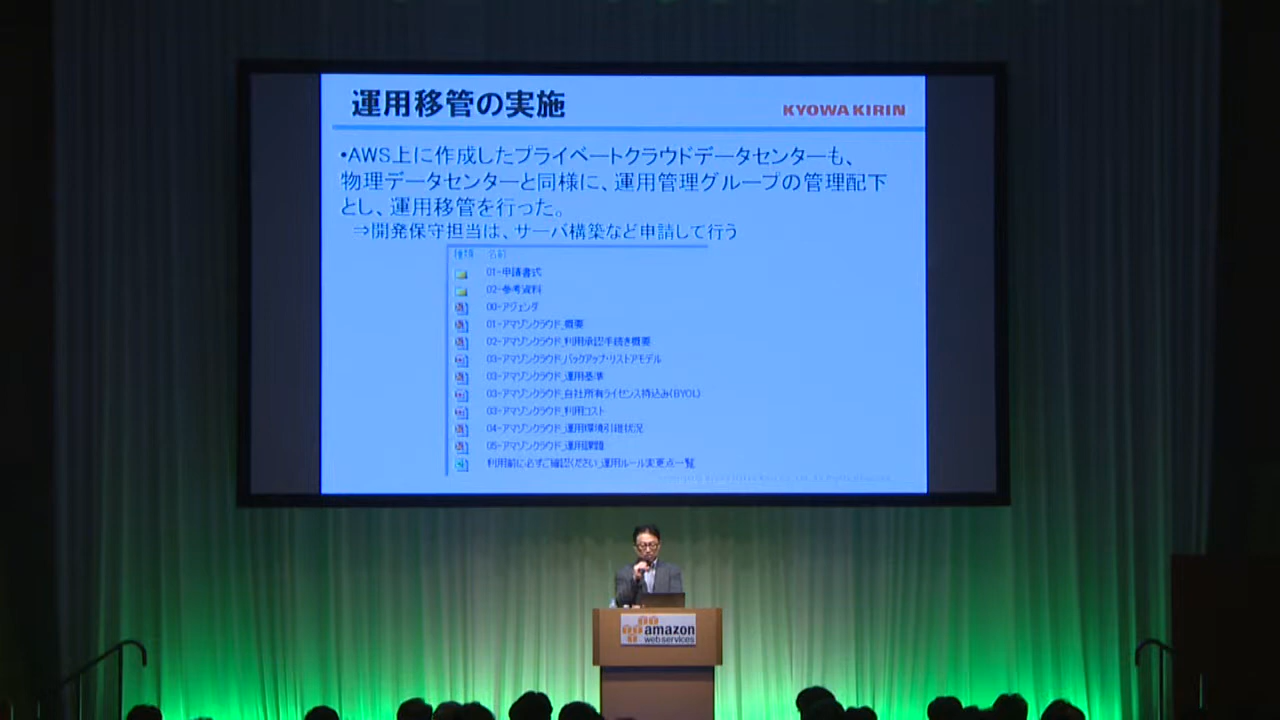 運用移管の実施
KYOWA KIRIN
•AWS上に作成したプライベートクラウドデータセンターも、
物理データセンターと同様に、運用管理グループの管理配下
とし、運用移管を行った。
⇒開発保守担当は、サーバ構築など申請して行う
種類 名前
01-申請書式
02-参考資料
00-アジェンダ
01-アマゾンクラウド_概要
02-アマゾンクラウド_利用承認手続き概要
03-アマゾンクラウド_バックアップ・リストアモデル
03-アマゾンクラウド_運用基準
03-アマゾンクラウド_自社所有ライセンス持込み(BYOL)
03-アマゾンクラウド_利用コスト
04-アマゾンクラウド_運用環境引継状況
05-アマゾンクラウド_運用課題
利用前に必ずご確認ください_運用ルール変更点一覧
amazon
web services